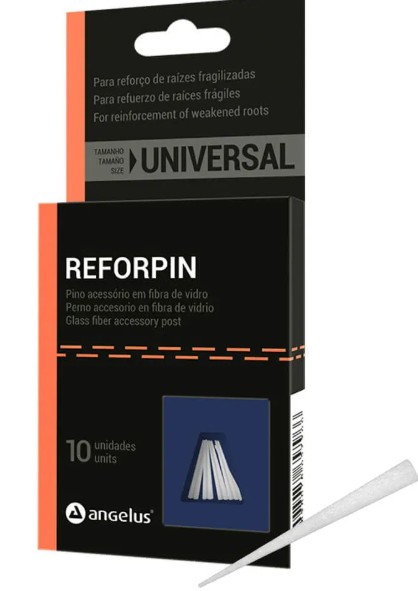 Para reforço de raízes fragilizadas
Para refuerzo de raíces frágiles
For reinforcement of weakened roots
TAMANHO
TAMAÑO
SIZE
UNIVERSAL
REFORPIN
Pino acessório em fibra de vidro
Perno accesorio en fibra de vidrio
Glass fiber accessory post
10 unidades
units
angelus®